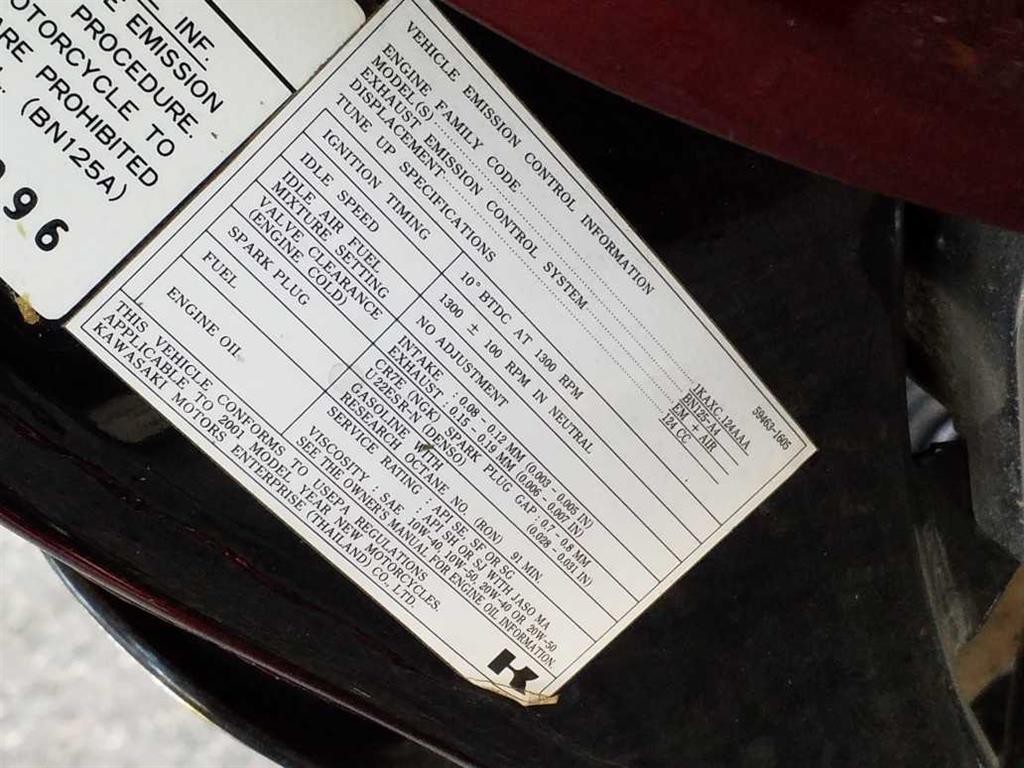 INF.
EMISSION
PROCEDURE.
MOTORCYCLE TO
ARE PROHIBITED
(BN125A)
96
VEHICLE EMISSION CONTROL INFORMATION
59463-1605
ENGINE FAMILY CODE 1KAXC.124AAA
MODEL(S) BN125-A4
EXHAUST EMISSION CONTROL SYSTEM EM + AIR
DISPLACEMENT 124 CC
TUNE UP SPECIFICATIONS
IGNITION TIMING 10° BTDC AT 1300 RPM
IDLE SPEED 1300 ± 100 RPM IN NEUTRAL
IDLE AIR FUEL
MIXTURE SETTING NO ADJUSTMENT
VALVE CLEARANCE INTAKE : 0.08 - 0.12 MM (0.003 - 0.005 IN)
(ENGINE COLD) EXHAUST : 0.15 - 0.18 MM (0.006 - 0.007 IN)
SPARK PLUG CR7E (NGK) SPARK PLUG GAP : 0.7 - 0.8 MM
U22ESR-N (DENSO) (0.028 - 0.031 IN)
FUEL GASOLINE WITH
RESEARCH OCTANE NO. (RON) 91 MIN.
ENGINE OIL SERVICE RATING : API SE, SF OR SG
API SH OR SJ WITH JASO MA
VISCOSITY : SAE 10W-40, 10W-50, 20W-40 OR 20W-50
SEE THE OWNER'S MANUAL FOR ENGINE OIL INFORMATION.
THIS VEHICLE CONFORMS TO USEPA REGULATIONS
APPLICABLE TO 2001 MODEL YEAR NEW MOTORCYCLES.
KAWASAKI MOTORS ENTERPRISE (THAILAND) CO., LTD.
K